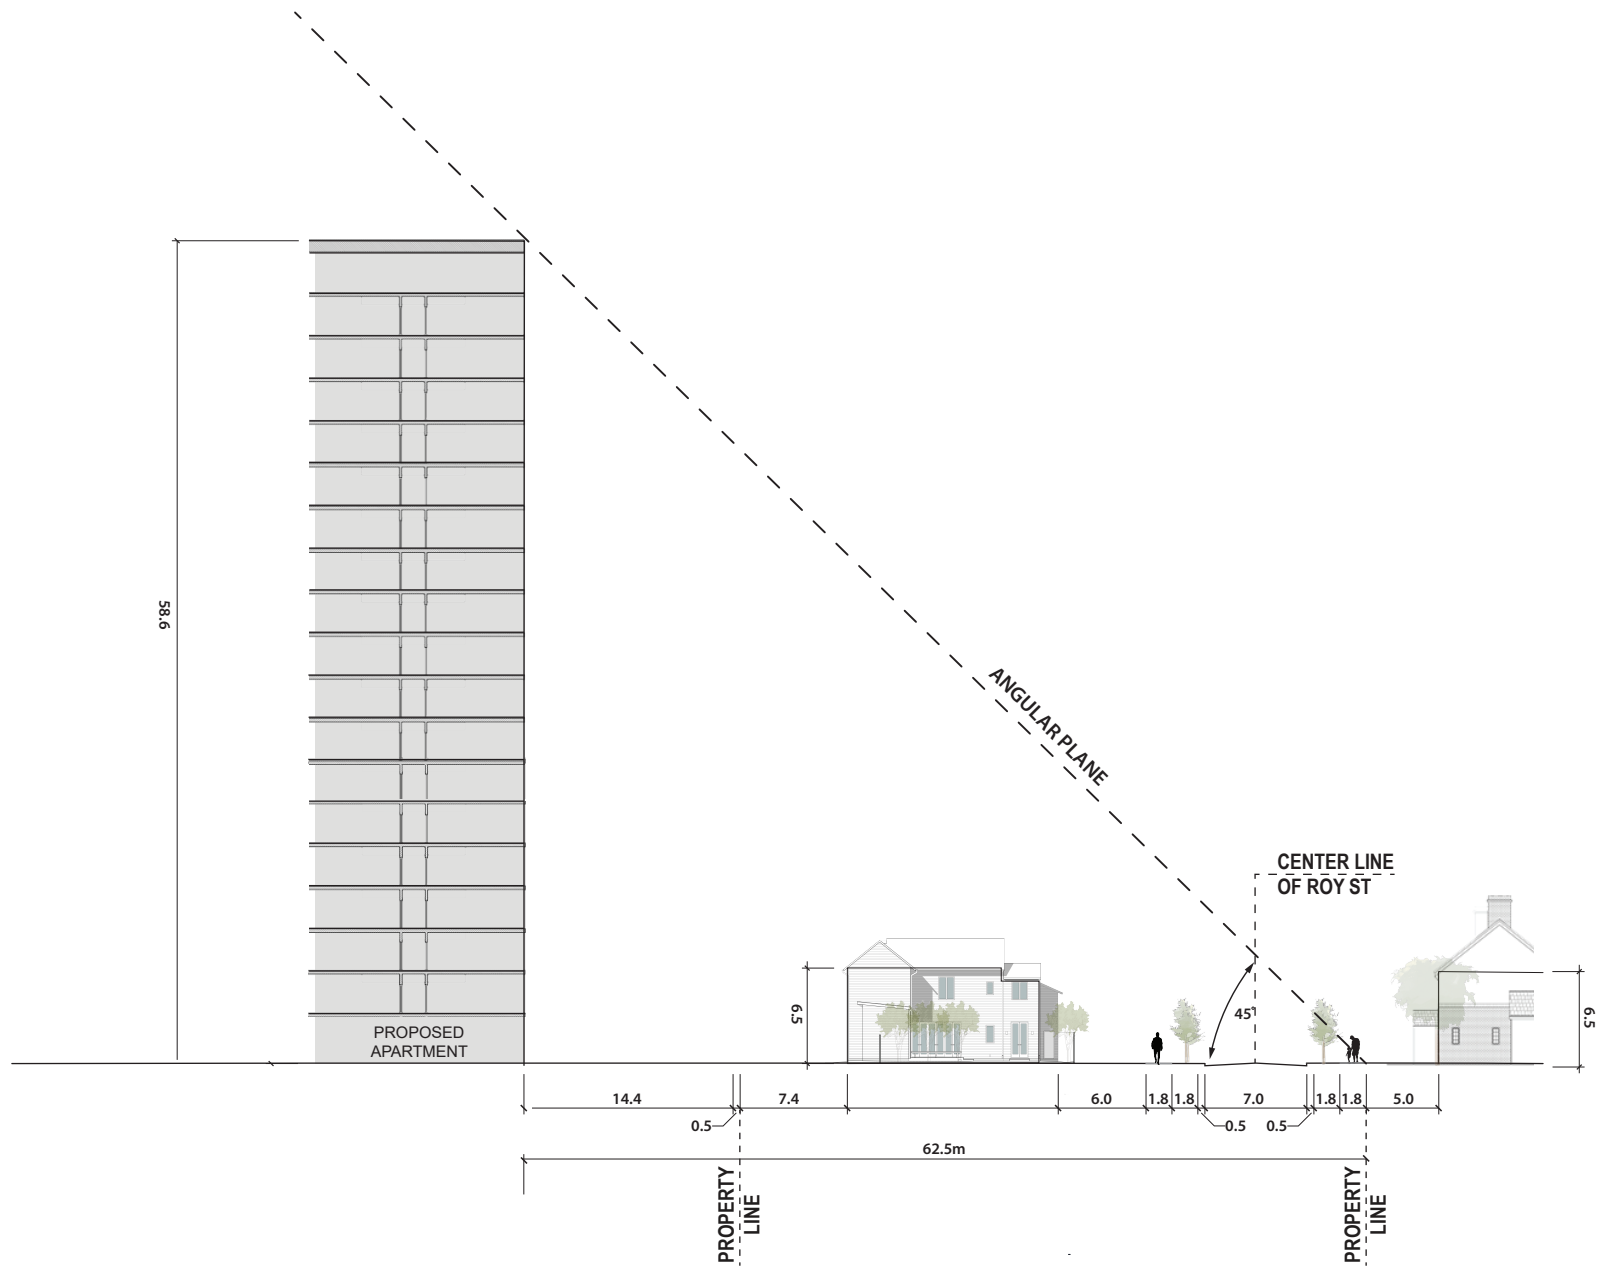 58.6
ANGULAR PLANE
CENTER LINE
OF ROY ST
6.5
45°
6.5
PROPOSED
APARTMENT
14.4
7.4
6.0
1.8
1.8
7.0
1.8
1.8
5.0
0.5
0.5
0.5
62.5m
PROPERTY
LINE
PROPERTY
LINE